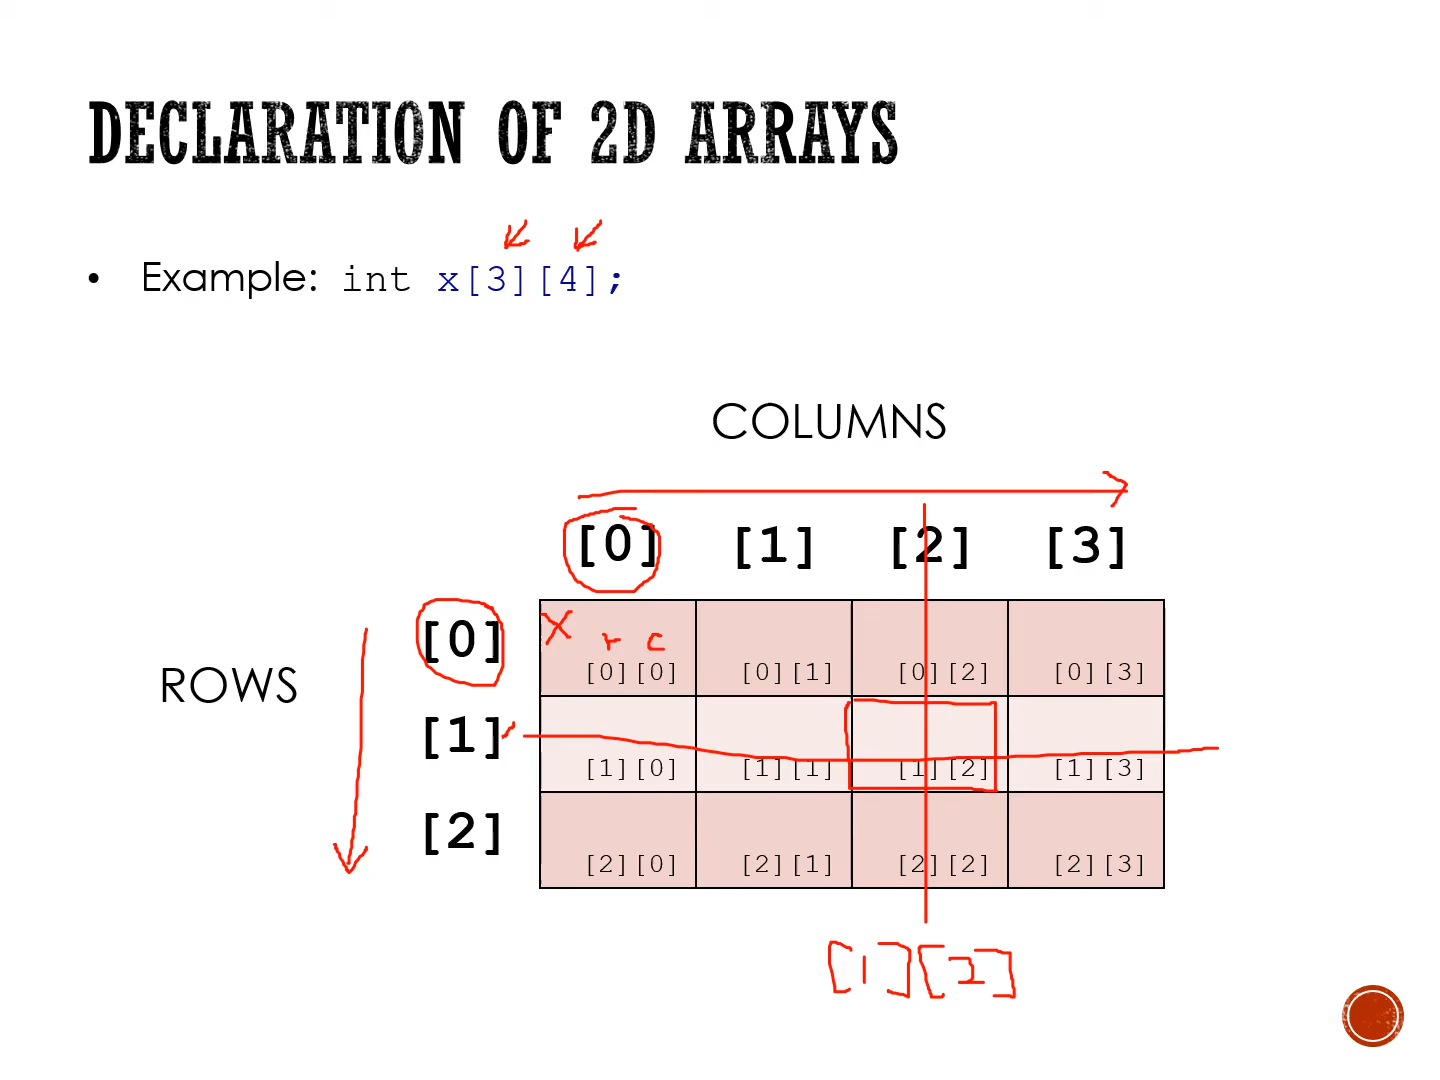 DECLARATION OF 2D ARRAYS
• Example: int x[3][4];
COLUMNS
[0] [1] [2] [3]
[0]
X r c
[0][0] [0][1] [0][2] [0][3]
ROWS
[1]
[1][0] [1][1] [1][2] [1][3]
[2]
[2][0] [2][1] [2][2] [2][3]
[1][2]